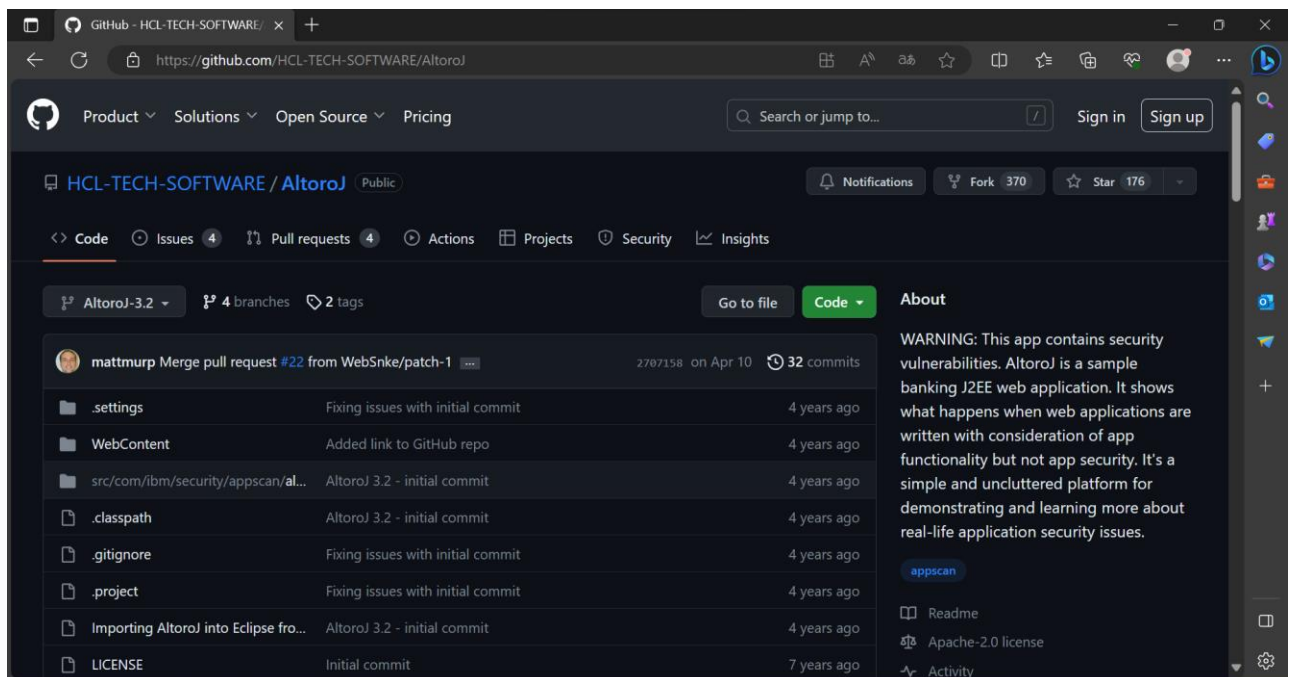 GitHub - HCL-TECH-SOFTWARE/
https://github.com/HCL-TECH-SOFTWARE/AltoroJ
Product Solutions Open Source Pricing Search or jump to... / Sign in Sign up
HCL-TECH-SOFTWARE / AltoroJ Public Notifications Fork 370 Star 176
Code Issues 4 Pull requests 4 Actions Projects Security Insights
AltoroJ-3.2 4 branches 2 tags Go to file Code
mattmurp Merge pull request #22 from WebSnke/patch-1 ... 2707158 on Apr 10 32 commits
.settings Fixing issues with initial commit 4 years ago
WebContent Added link to GitHub repo 4 years ago
src/com/ibm/security/appscan/al... AltoroJ 3.2 - initial commit 4 years ago
.classpath AltoroJ 3.2 - initial commit 4 years ago
.gitignore Fixing issues with initial commit 4 years ago
.project Fixing issues with initial commit 4 years ago
Importing AltoroJ into Eclipse fro... AltoroJ 3.2 - initial commit 4 years ago
LICENSE Initial commit 7 years ago
About
WARNING: This app contains security
vulnerabilities. AltoroJ is a sample
banking J2EE web application. It shows
what happens when web applications are
written with consideration of app
functionality but not app security. It's a
simple and uncluttered platform for
demonstrating and learning more about
real-life application security issues.
appscan
Readme
Apache-2.0 license
Activity